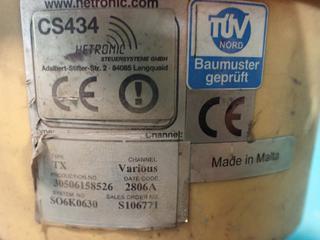 www.hetronic.com
CS434
HETRONIC
STEUERSYSTEME GMBH
Adalbert-Stifter-Str. 2 - 84085 Langquaid
CE
TÜV
NORD
Baumuster
geprüft
CE
Channel:
TYPE
CHANNEL
TX
Various
PRODUCTION NO
DATE CODE
30506158526
2806A
SYSTEM NO
SALES ORDER NO
SO6K0630
S106771
Made in Malta